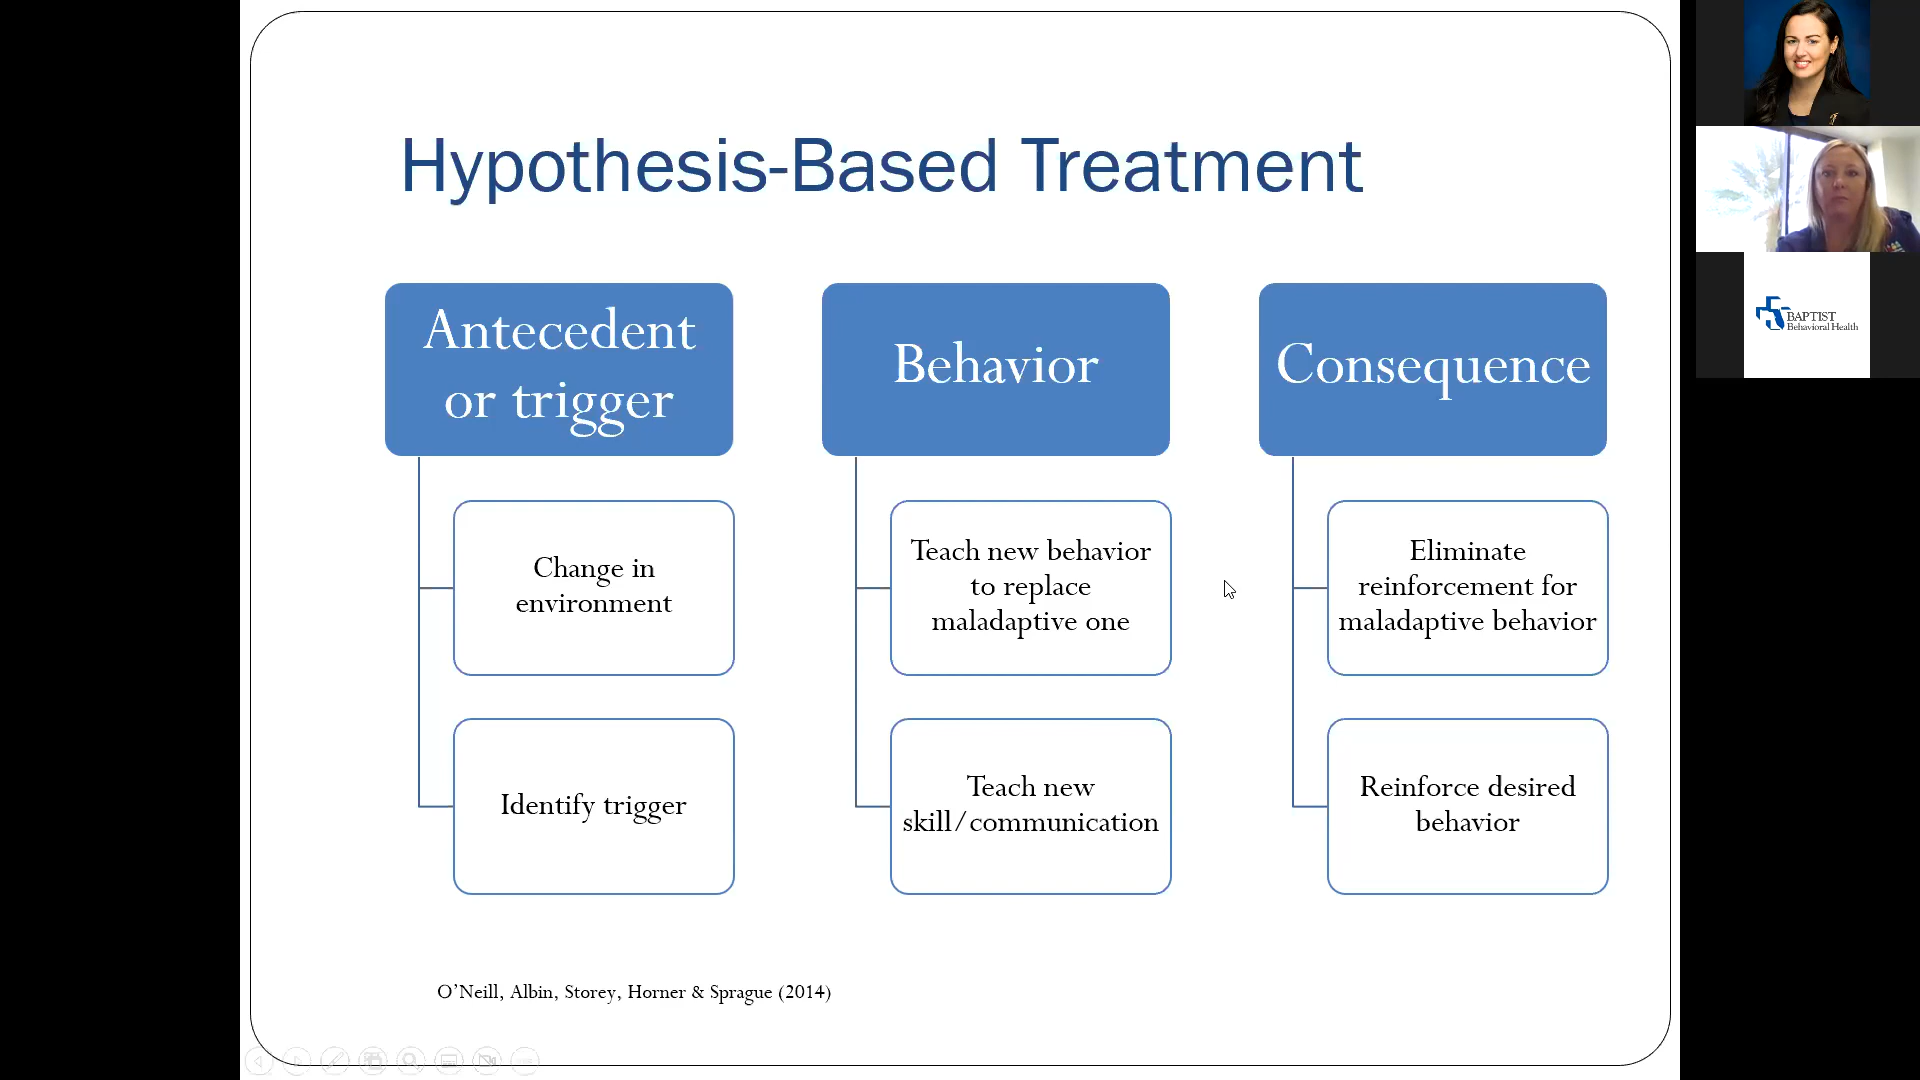 Hypothesis-Based Treatment
Antecedent
or trigger
Change in
environment
Identify trigger
Behavior
Teach new behavior
to replace
maladaptive one
Teach new
skill/communication
Consequence
Eliminate
reinforcement for
maladaptive behavior
Reinforce desired
behavior
O’Neill, Albin, Storey, Horner & Sprague (2014)
BAPTIST
Behavioral Health